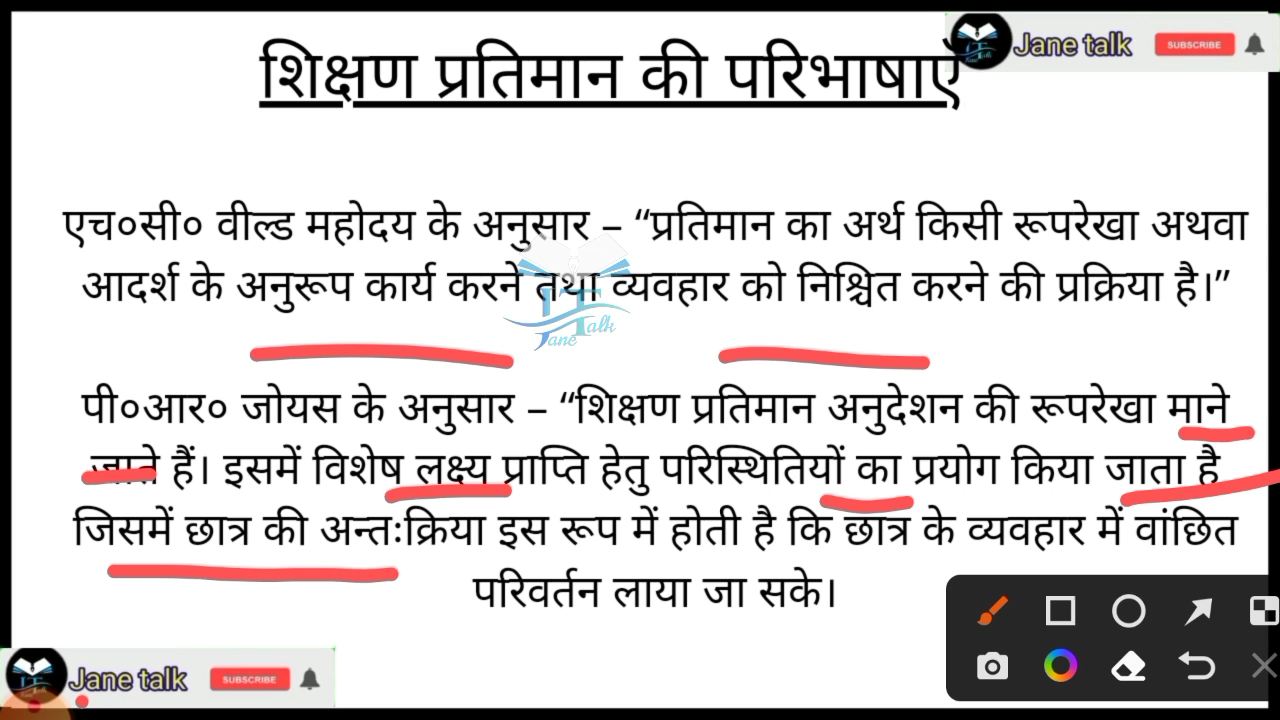 Jane talk SUBSCRIBE
शिक्षण प्रतिमान की परिभाषाएँ
एच०सी० वील्ड महोदय के अनुसार – “प्रतिमान का अर्थ किसी रूपरेखा अथवा
आदर्श के अनुरूप कार्य करने तथा व्यवहार को निश्चित करने की प्रक्रिया है।”
Jane Talk
पी०आर० जोयस के अनुसार – “शिक्षण प्रतिमान अनुदेशन की रूपरेखा माने
जाते हैं। इसमें विशेष लक्ष्य प्राप्ति हेतु परिस्थितियों का प्रयोग किया जाता है
जिसमें छात्र की अन्तःक्रिया इस रूप में होती है कि छात्र के व्यवहार में वांछित
परिवर्तन लाया जा सके।
Jane talk SUBSCRIBE